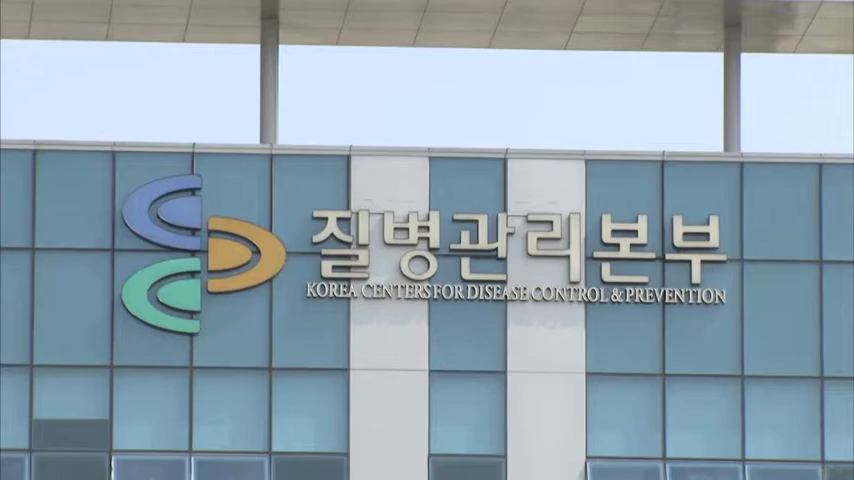 질병관리본부
KOREA CENTERS FOR DISEASE CONTROL & PREVENTION